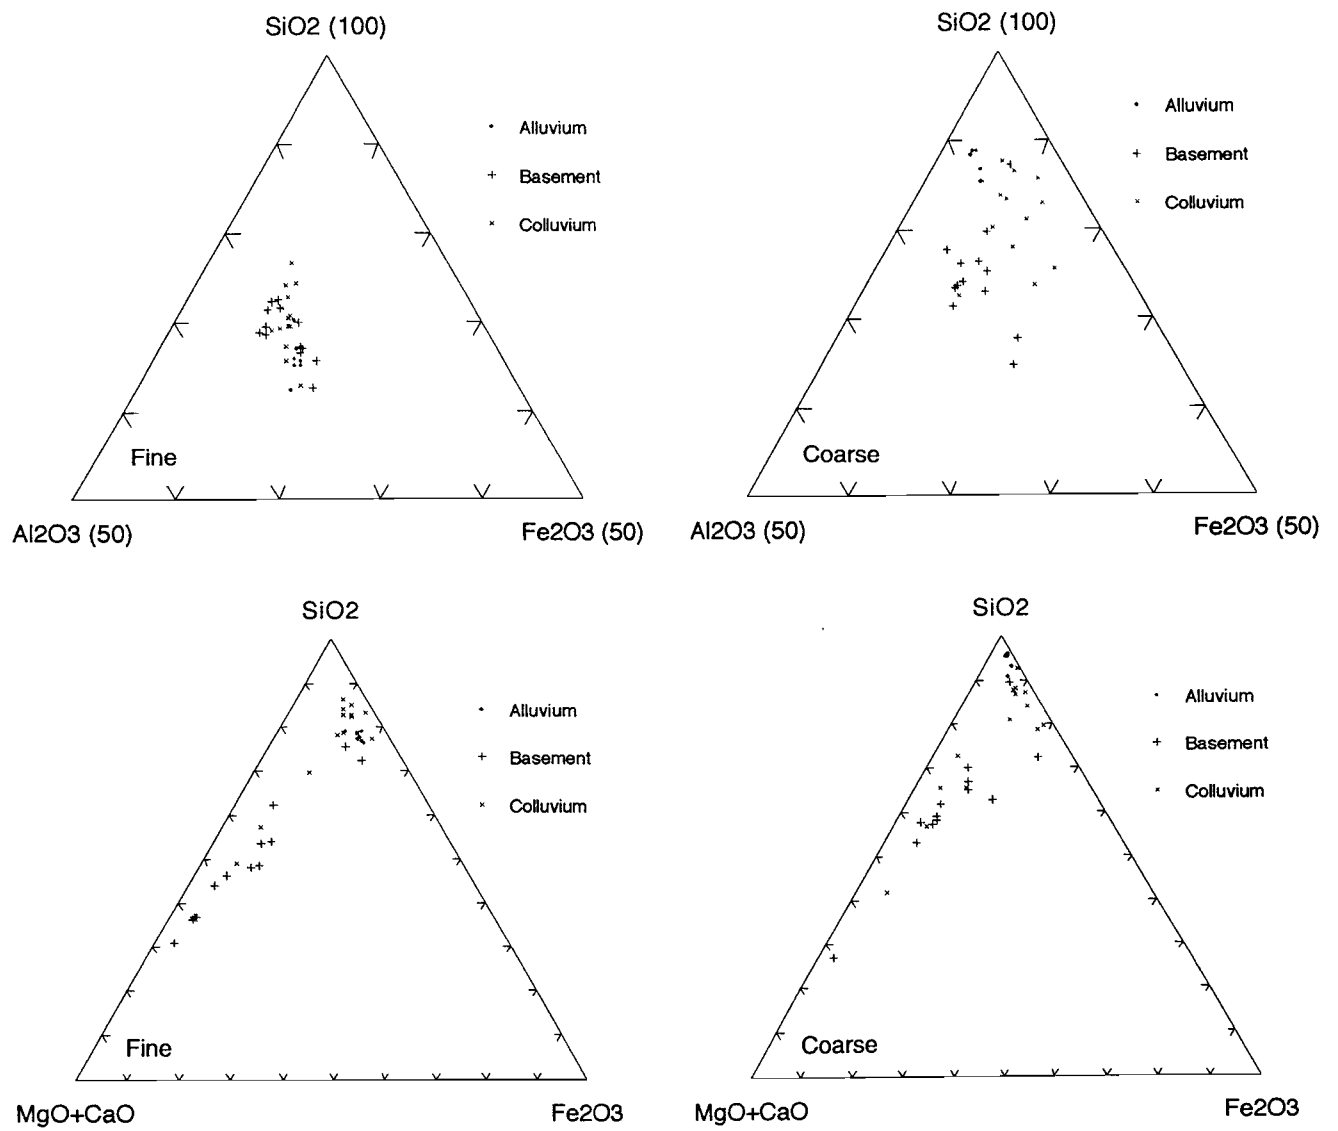 SiO2 (100)
Alluvium
Basement
Colluvium
Fine
Al2O3 (50)
Fe2O3 (50)
SiO2 (100)
Alluvium
Basement
Colluvium
Coarse
Al2O3 (50)
Fe2O3 (50)
SiO2
Alluvium
Basement
Colluvium
Fine
MgO+CaO
Fe2O3
SiO2
Alluvium
Basement
Colluvium
Coarse
MgO+CaO
Fe2O3